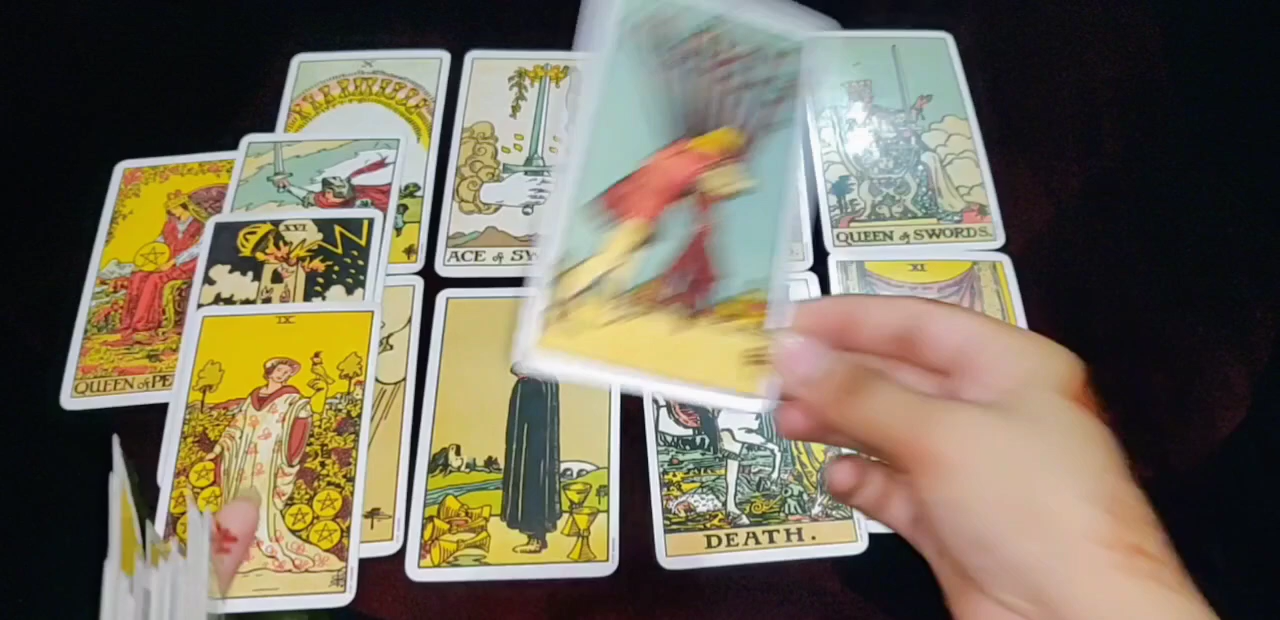 X
ACE of SW
QUEEN of SWORDS.
QUEEN of PE
XVI
XI
IX
DEATH.